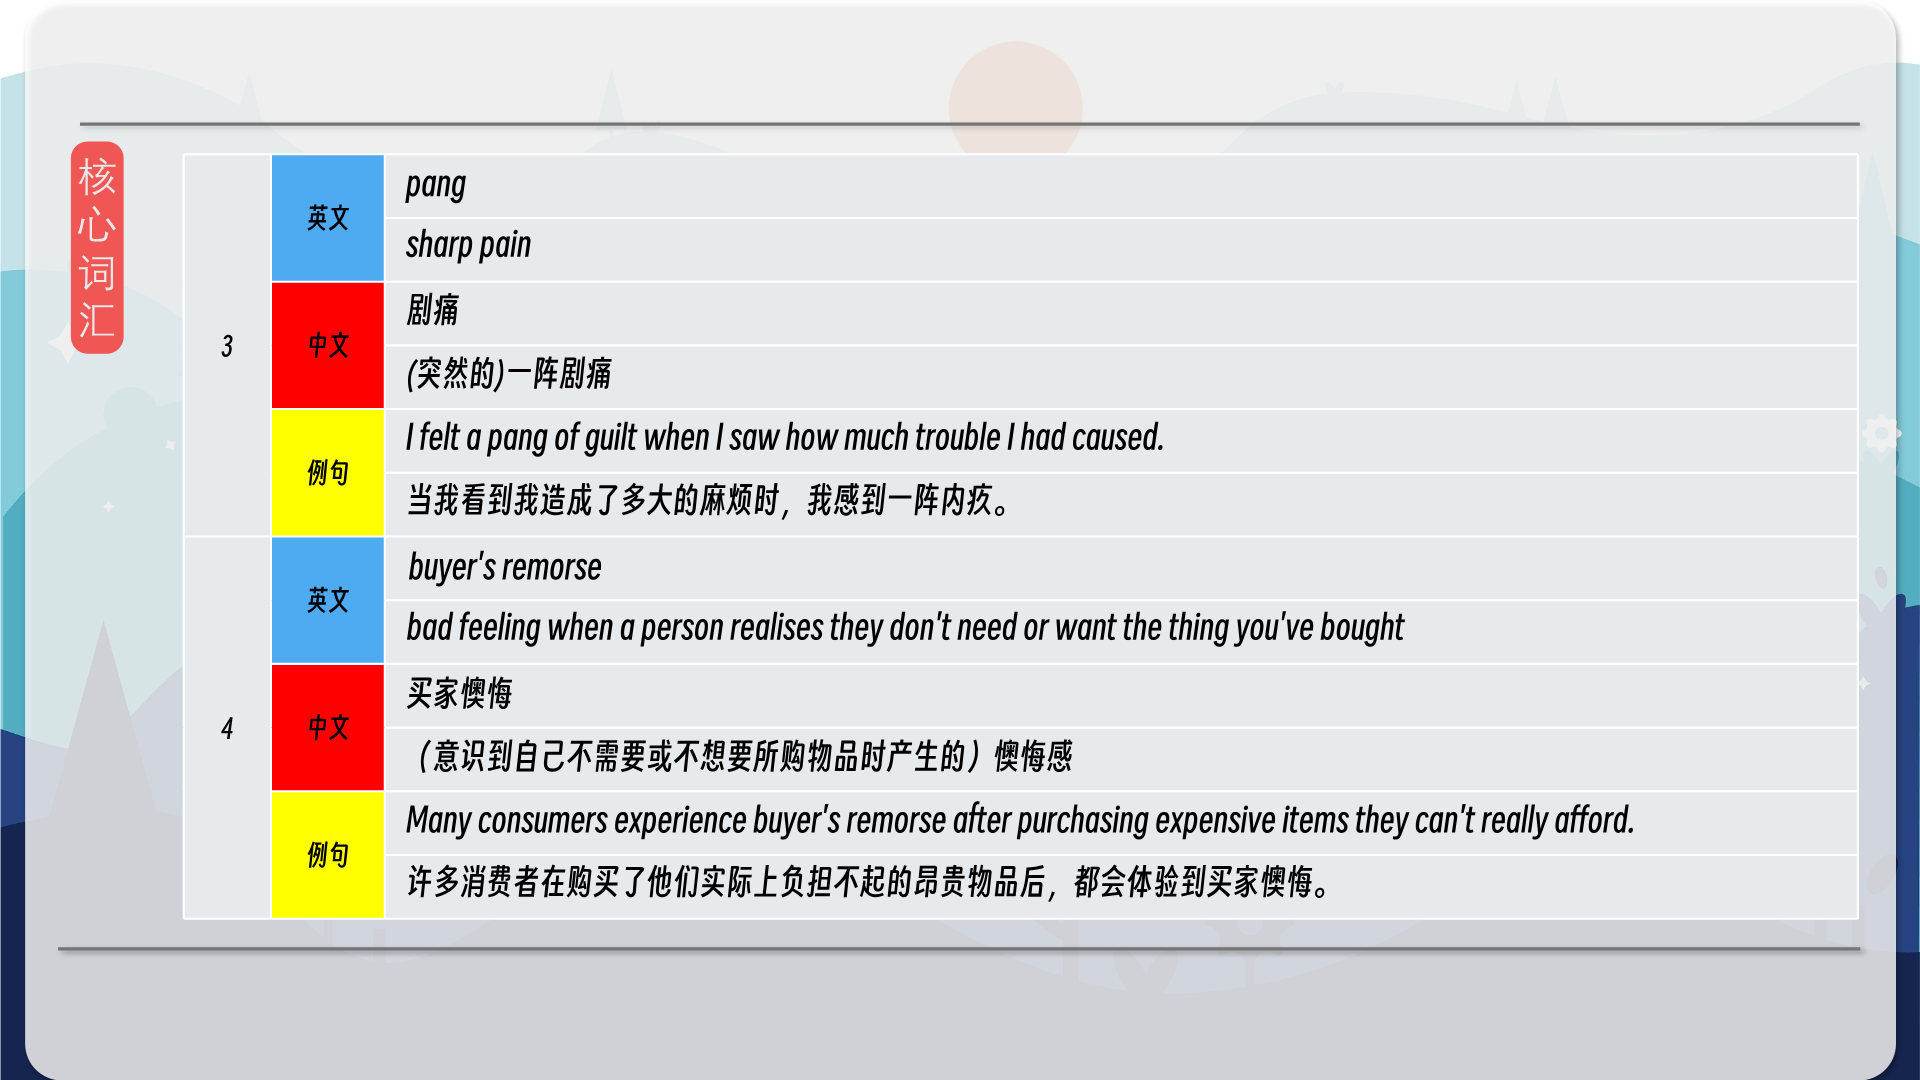 核
心
词
汇
3
英文
pang
sharp pain
中文
剧痛
(突然的)一阵剧痛
例句
I felt a pang of guilt when I saw how much trouble I had caused.
当我看到我造成了多大的麻烦时，我感到一阵内疚。
4
英文
buyer's remorse
bad feeling when a person realises they don't need or want the thing you've bought
中文
买家懊悔
（意识到自己不需要或不想要所购物品时产生的）懊悔感
例句
Many consumers experience buyer's remorse after purchasing expensive items they can't really afford.
许多消费者在购买了他们实际上负担不起的昂贵物品后，都会体验到买家懊悔。